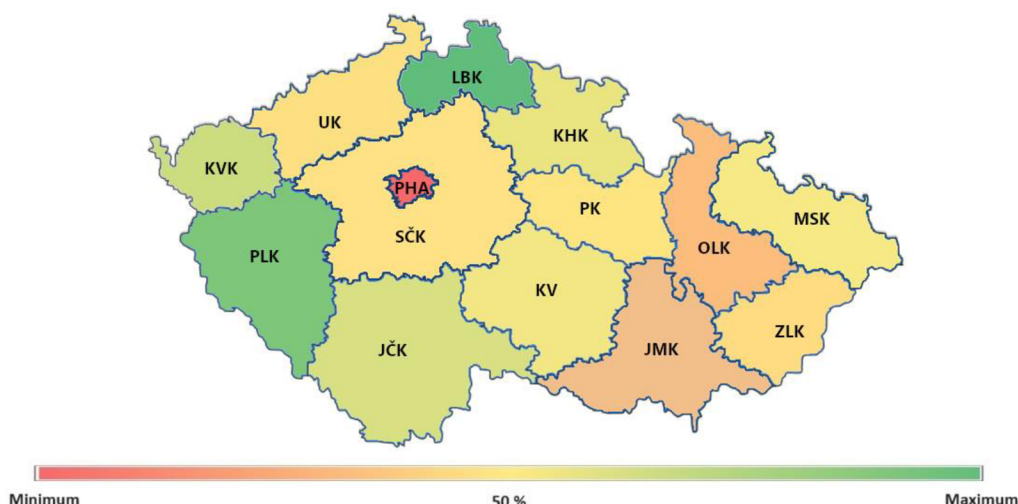 LBK
UK
KHK
KVK
PHA
PK
MSK
SČK
OLK
PLK
KV
ZLK
JČK
JMK
Minimum
50 %
Maximum